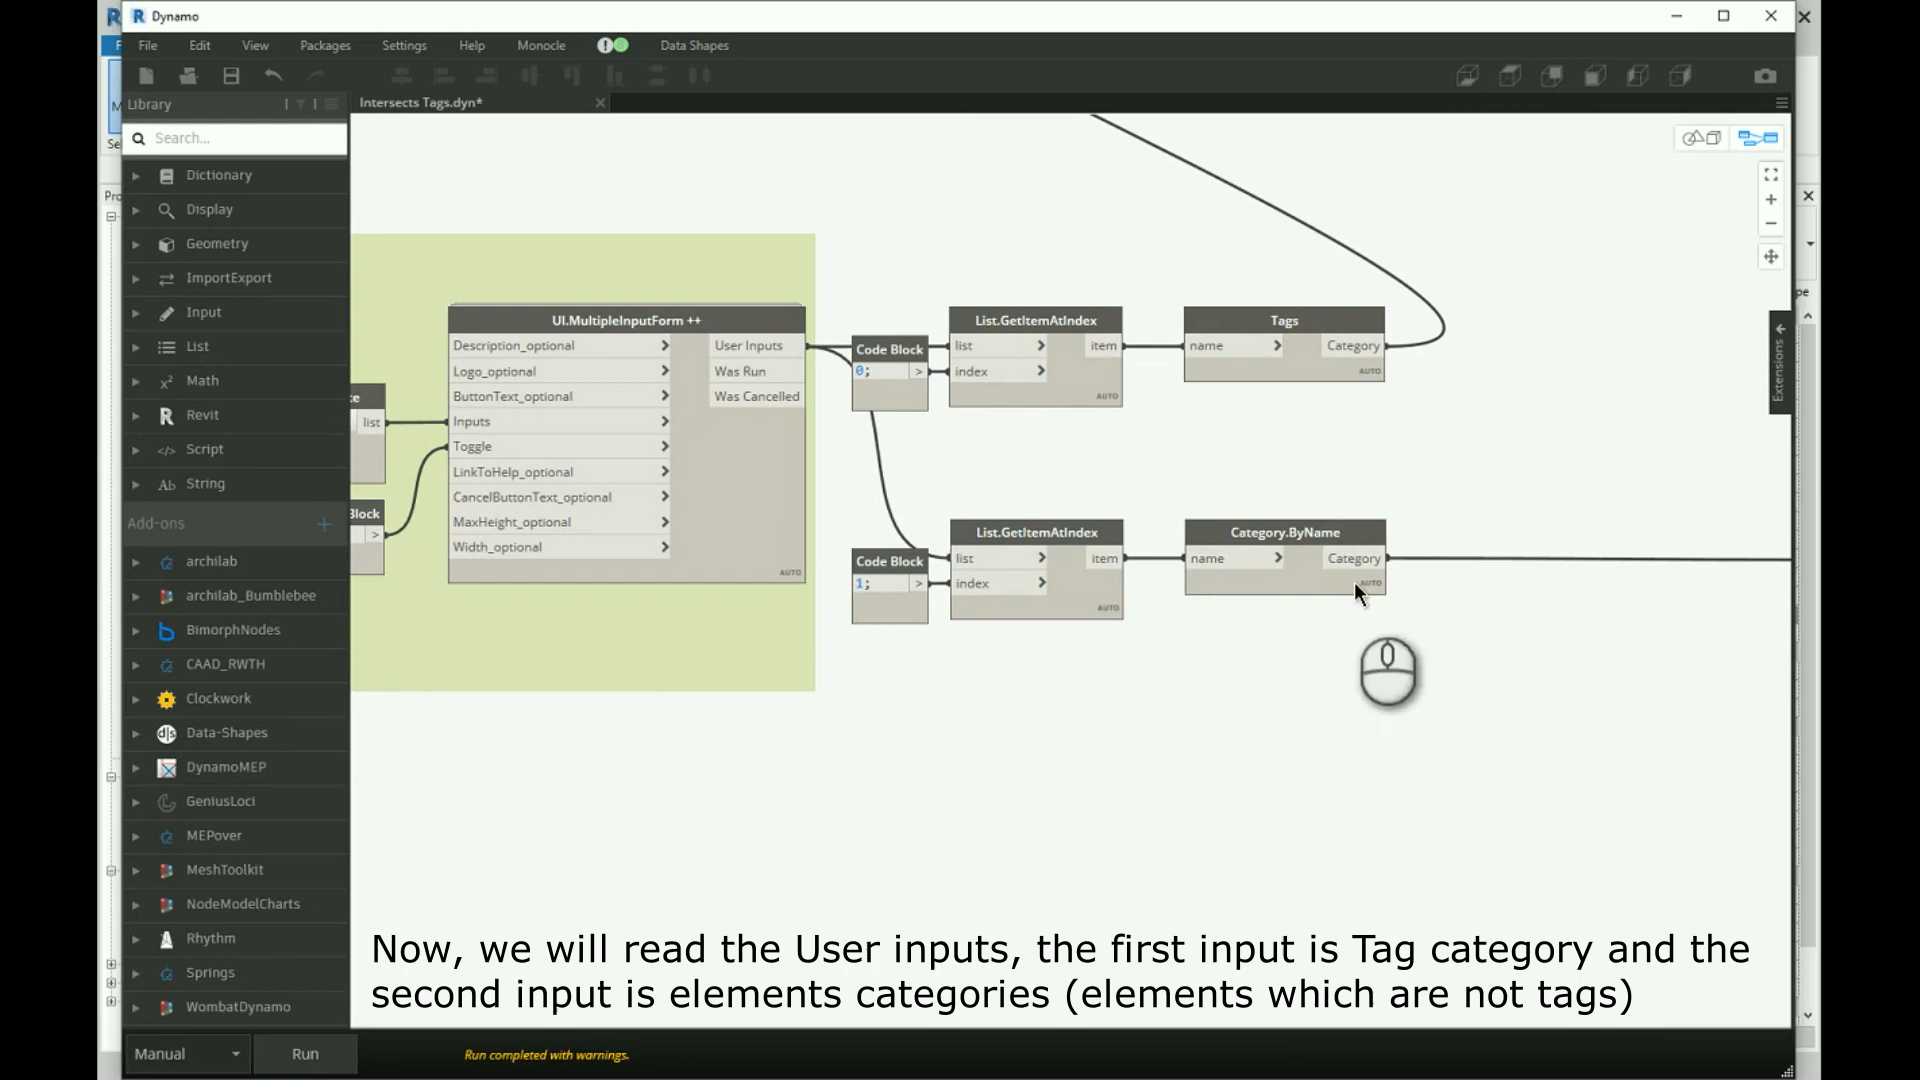 Dynamo
File Edit View Packages Settings Help Monocle Data Shapes
Library
Intersects Tags.dyn*
Search...
Dictionary
Display
Geometry
ImportExport
Input
List
Math
Revit
Script
String
Add-ons
archilab
archilab_Bumblebee
BimorphNodes
CAAD_RWTH
Clockwork
Data-Shapes
DynamoMEP
GeniusLoci
MEPover
MeshToolkit
NodeModelCharts
Rhythm
Springs
WombatDynamo
list
Block
>
UI.MultipleInputForm ++
Description_optional > User Inputs
Logo_optional > Was Run
ButtonText_optional > Was Cancelled
Inputs >
Toggle >
LinkToHelp_optional >
CancelButtonText_optional >
MaxHeight_optional >
Width_optional >
AUTO
Code Block
0; >
List.GetItemAtIndex
list > item
index >
AUTO
Tags
name > Category
AUTO
Code Block
1; >
List.GetItemAtIndex
list > item
index >
AUTO
Category.ByName
name > Category
AUTO
Extensions
Now, we will read the User inputs, the first input is Tag category and the
second input is elements categories (elements which are not tags)
Manual Run Run completed with warnings.